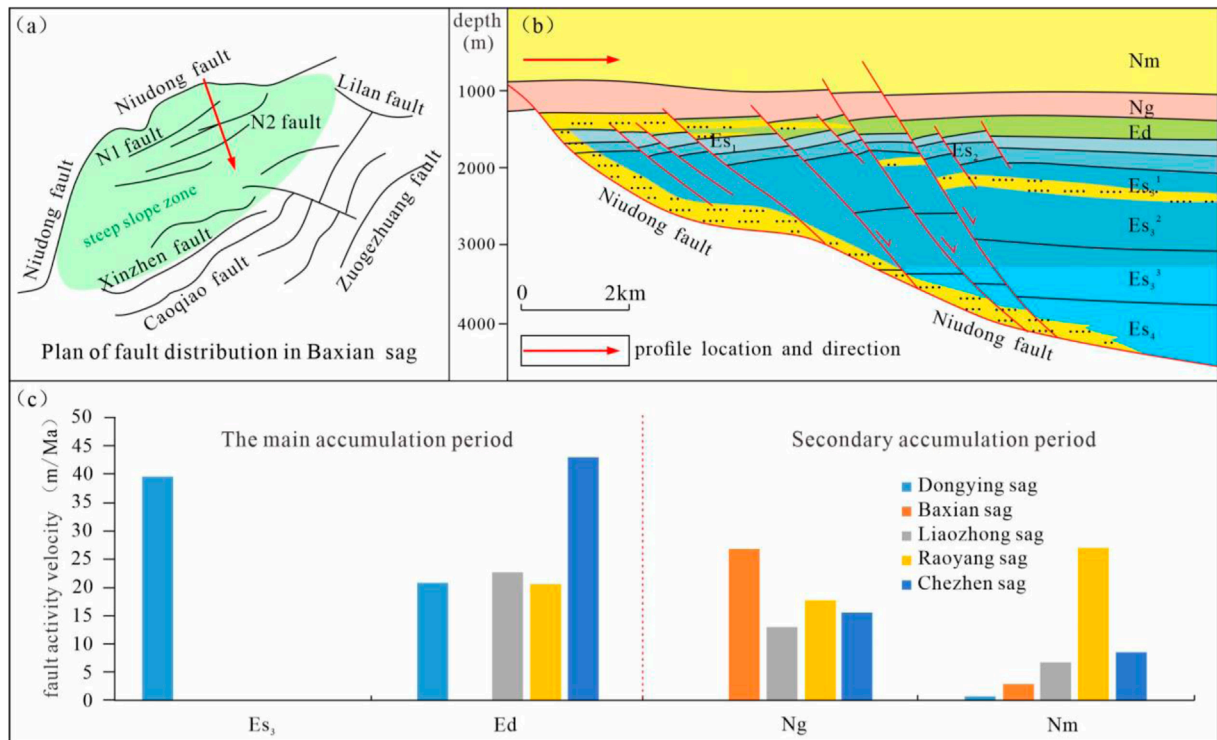 (a)
Niudong fault
Lilan fault
N1 fault
N2 fault
Niudong fault
steep slope zone
Xinzhen fault
Caoqiao fault
Zuogezhuang fault
Plan of fault distribution in Baxian sag
depth
(m)
1000
2000
3000
4000
(b)
Nm
Ng
Ed
Es₁
Es₂
Es₃¹
Es₃²
Es₃³
Es₄
Niudong fault
Niudong fault
0 2km
profile location and direction
(c)
fault activity velocity (m/Ma)
50
45
40
35
30
25
20
15
10
5
0
The main accumulation period
Secondary accumulation period
Dongying sag
Baxian sag
Liaozhong sag
Raoyang sag
Chezhen sag
Es₃ Ed Ng Nm